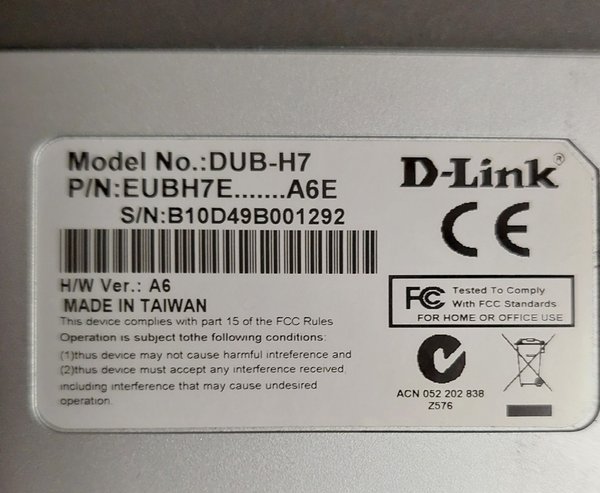 Model No.:DUB-H7
P/N:EUBH7E.......A6E
S/N:B10D49B001292
H/W Ver.: A6
MADE IN TAIWAN
This device complies with part 15 of the FCC Rules
Operation is subject tothe following conditions:
(1)thus device may not cause harmful intreference and
(2)thus device must accept any interference received,
including interference that may cause undesired
operation.
D-Link®
CE
FC Tested To Comply
With FCC Standards
FOR HOME OR OFFICE USE
ACN 052 202 838
Z576